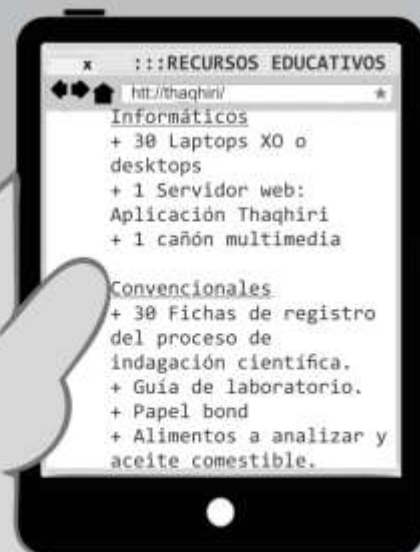 x :::RECURSOS EDUCATIVOS
htt://thaqhiri/
Informáticos
+ 30 Laptops XO o
desktops
+ 1 Servidor web:
Aplicación Thaqhiri
+ 1 cañón multimedia
Convencionales
+ 30 Fichas de registro
del proceso de
indagación científica.
+ Guía de laboratorio.
+ Papel bond
+ Alimentos a analizar y
aceite comestible.